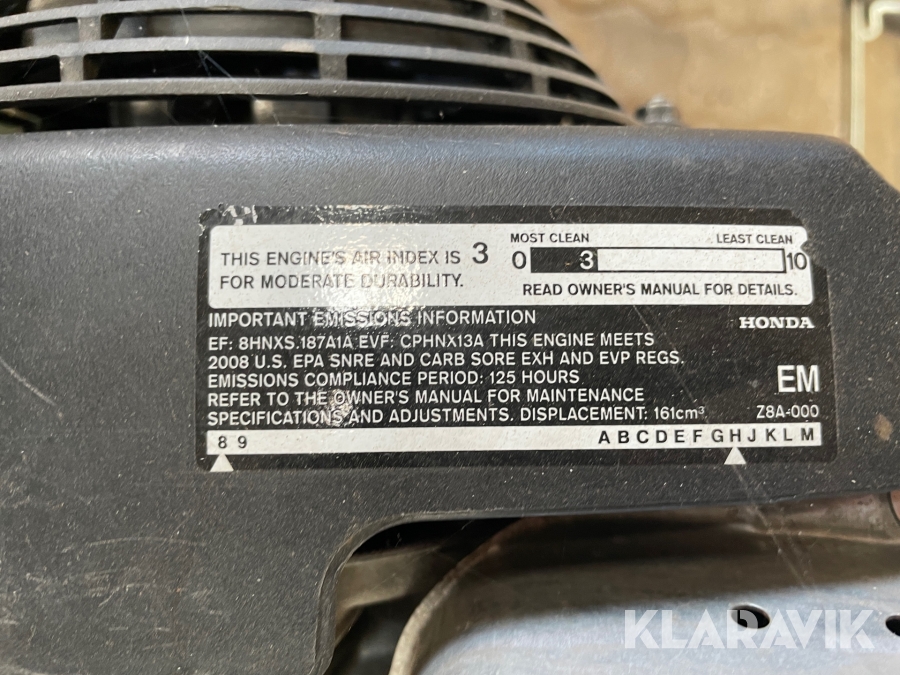 THIS ENGINE'S AIR INDEX IS 3
FOR MODERATE DURABILITY.
MOST CLEAN LEAST CLEAN
0 3 10
READ OWNER'S MANUAL FOR DETAILS.
IMPORTANT EMISSIONS INFORMATION HONDA
EF: 8HNXS.187A1A EVF: CPHNX13A THIS ENGINE MEETS
2008 U.S. EPA SNRE AND CARB SORE EXH AND EVP REGS.
EMISSIONS COMPLIANCE PERIOD: 125 HOURS
EM
REFER TO THE OWNER'S MANUAL FOR MAINTENANCE
SPECIFICATIONS AND ADJUSTMENTS. DISPLACEMENT: 161cm³ Z8A-000
8 9 A B C D E F G H J K L M
KLARAVIK